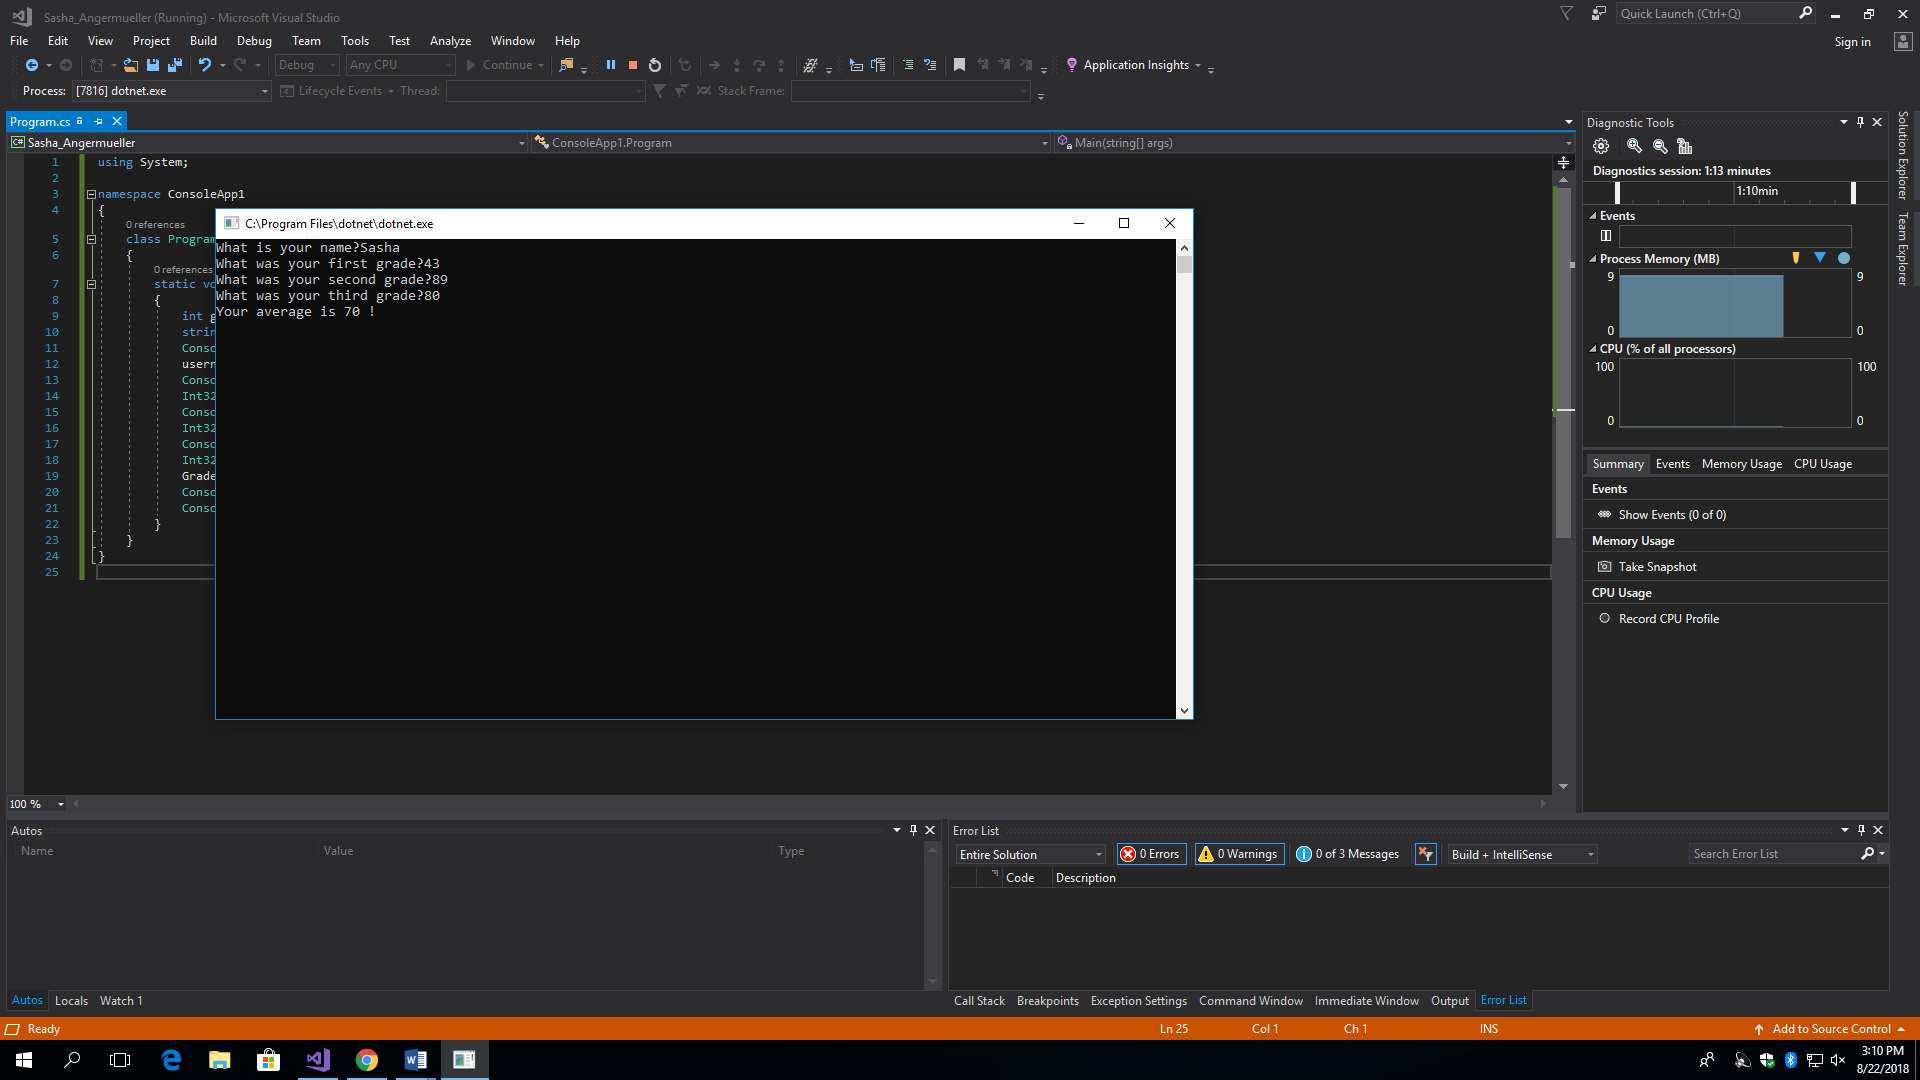 Sasha_Angermueller (Running) - Microsoft Visual Studio
Quick Launch (Ctrl+Q)
File Edit View Project Build Debug Team Tools Test Analyze Window Help
Sign in
Debug Any CPU Continue Application Insights
Process: [7816] dotnet.exe Lifecycle Events Thread: Stack Frame:
Program.cs
Sasha_Angermueller ConsoleApp1.Program Main(string[] args)
1 using System;
2
3 namespace ConsoleApp1
4 {
0 references
5 class Program
6 {
0 references
7 static vo
8 {
9 int g
10 strin
11 Conso
12 usern
13 Conso
14 Int32
15 Conso
16 Int32
17 Conso
18 Int32
19 Grade
20 Conso
21 Conso
22 }
23 }
24 }
25
C:\Program Files\dotnet\dotnet.exe
What is your name?Sasha
What was your first grade?43
What was your second grade?89
What was your third grade?80
Your average is 70 !
100 %
Diagnostic Tools
Diagnostics session: 1:13 minutes
1:10min
Events
Process Memory (MB)
9 9
0 0
CPU (% of all processors)
100 100
0 0
Summary Events Memory Usage CPU Usage
Events
Show Events (0 of 0)
Memory Usage
Take Snapshot
CPU Usage
Record CPU Profile
Solution Explorer
Team Explorer
Autos
Name Value Type
Autos Locals Watch 1
Error List
Entire Solution 0 Errors 0 Warnings 0 of 3 Messages Build + IntelliSense Search Error List
Code Description
Call Stack Breakpoints Exception Settings Command Window Immediate Window Output Error List
Ready Ln 25 Col 1 Ch 1 INS Add to Source Control
3:10 PM
8/22/2018